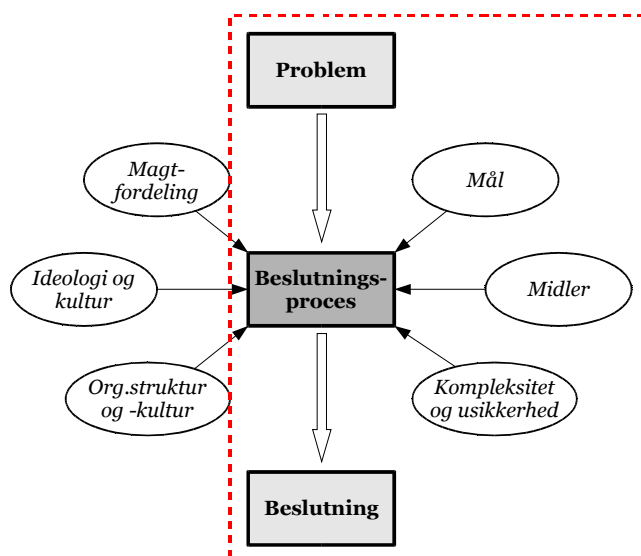 Problem
Magt-
fordeling
Mål
Ideologi og
kultur
Beslutnings-
proces
Midler
Org.struktur
og -kultur
Kompleksitet
og usikkerhed
Beslutning